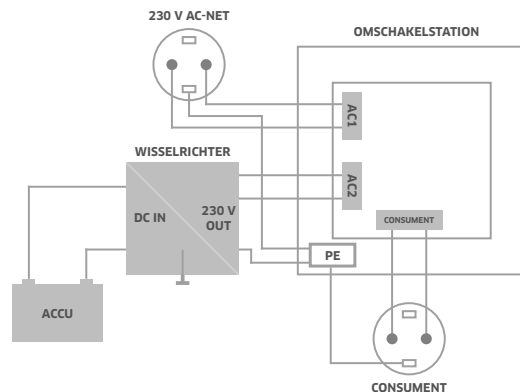 230 V AC-NET
OMSCHAKELSTATION
AC1
WISSELRICHTER
AC2
DC IN
230 V
OUT
CONSUMENT
PE
ACCU
CONSUMENT